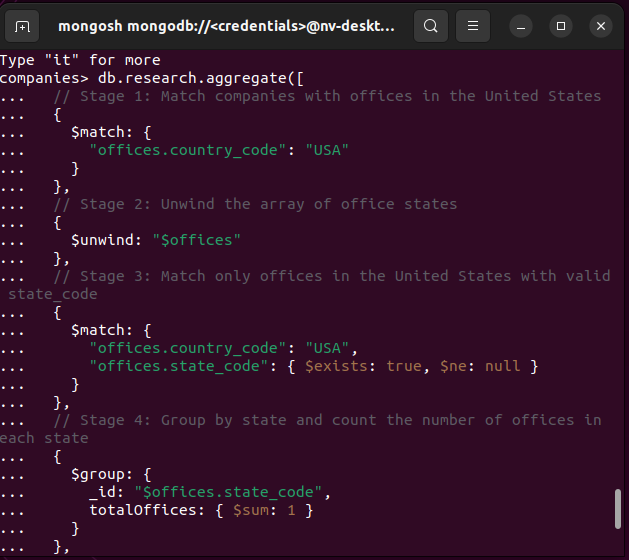 mongosh mongodb://<credentials>@nv-deskt...
Type "it" for more
companies> db.research.aggregate([
...   // Stage 1: Match companies with offices in the United States
...   {
...     $match: {
...       "offices.country_code": "USA"
...     }
...   },
...   // Stage 2: Unwind the array of office states
...   {
...     $unwind: "$offices"
...   },
...   // Stage 3: Match only offices in the United States with valid
 state_code
...   {
...     $match: {
...       "offices.country_code": "USA",
...       "offices.state_code": { $exists: true, $ne: null }
...     }
...   },
...   // Stage 4: Group by state and count the number of offices in
each state
...   {
...     $group: {
...       _id: "$offices.state_code",
...       totalOffices: { $sum: 1 }
...     }
...   },